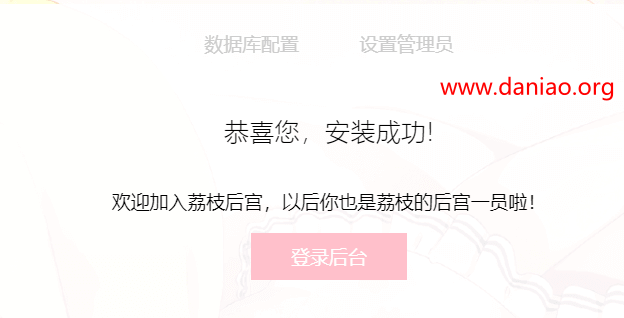 数据库配置 设置管理员
www.daniao.org
恭喜您，安装成功!
欢迎加入荔枝后宫，以后你也是荔枝的后宫一员啦!
登录后台